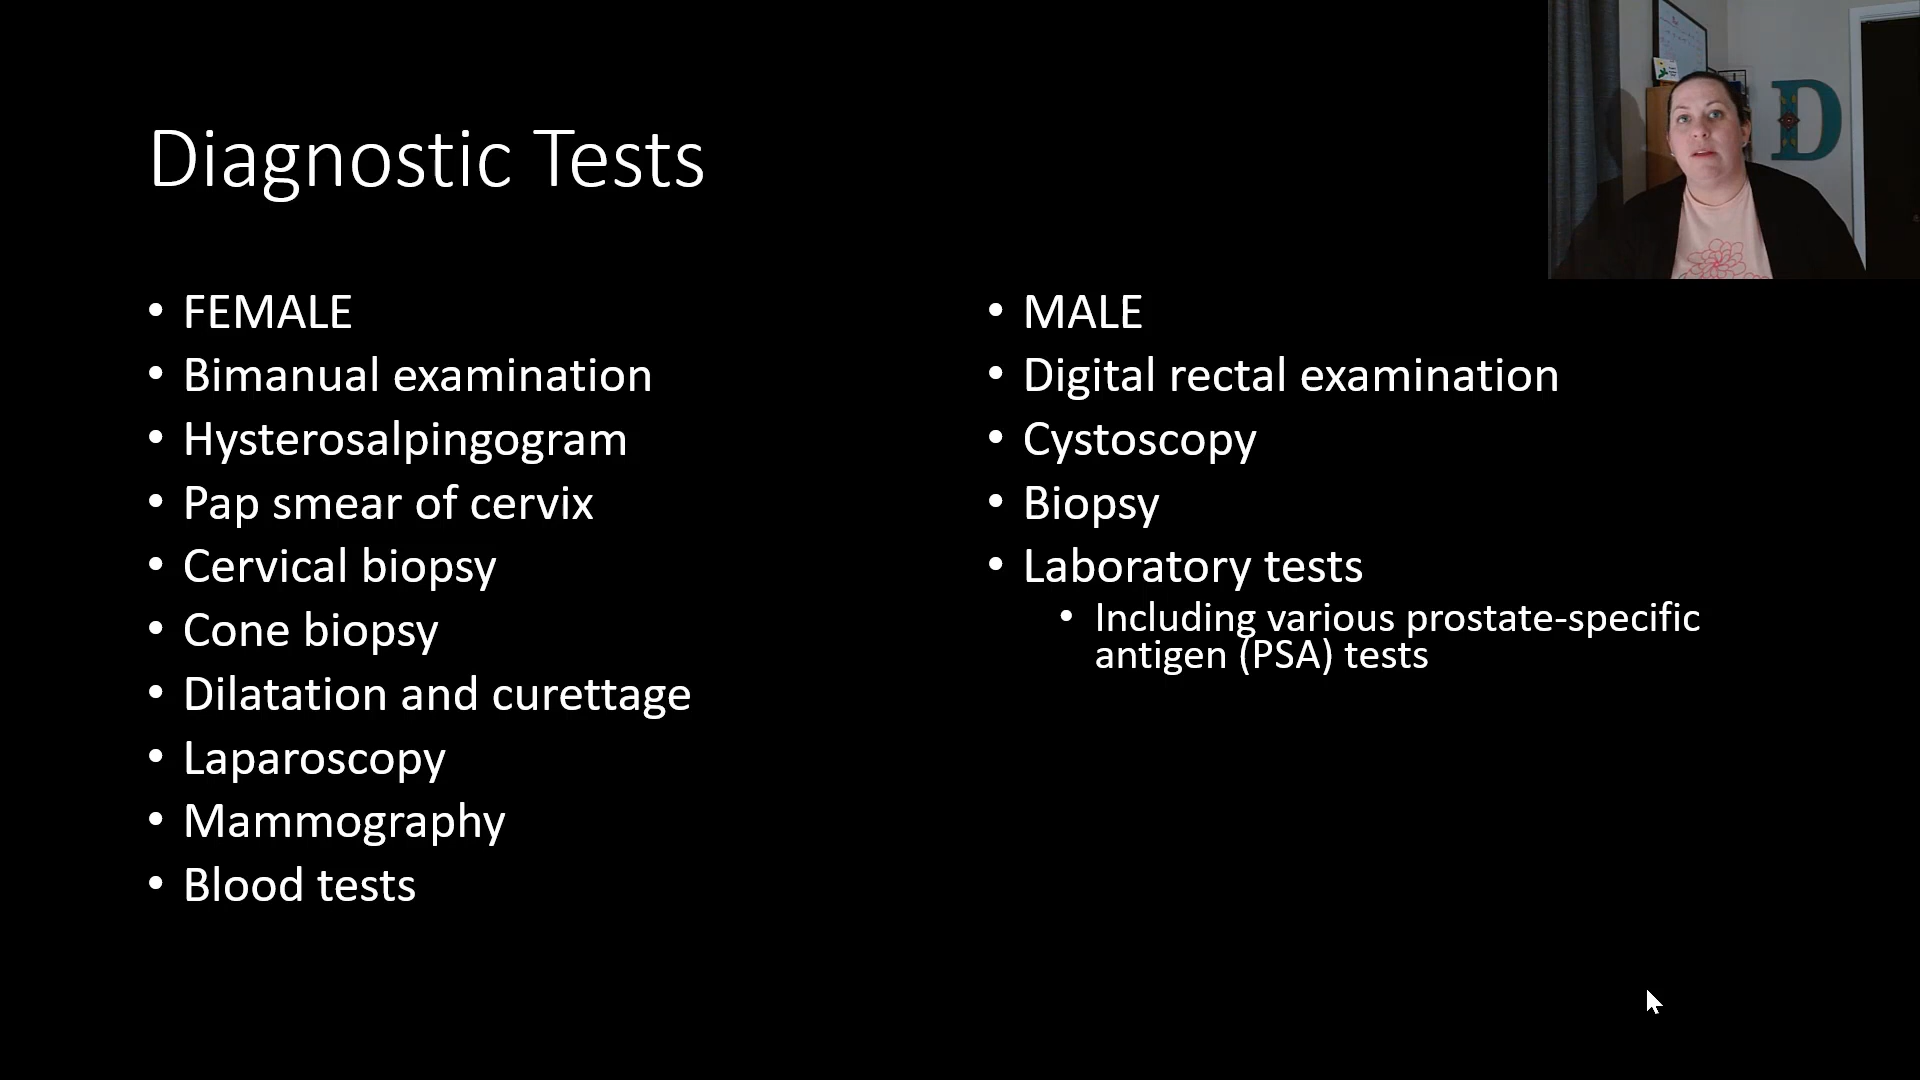 Diagnostic Tests
• FEMALE
• Bimanual examination
• Hysterosalpingogram
• Pap smear of cervix
• Cervical biopsy
• Cone biopsy
• Dilatation and curettage
• Laparoscopy
• Mammography
• Blood tests
• MALE
• Digital rectal examination
• Cystoscopy
• Biopsy
• Laboratory tests
• Including various prostate-specific
antigen (PSA) tests
D